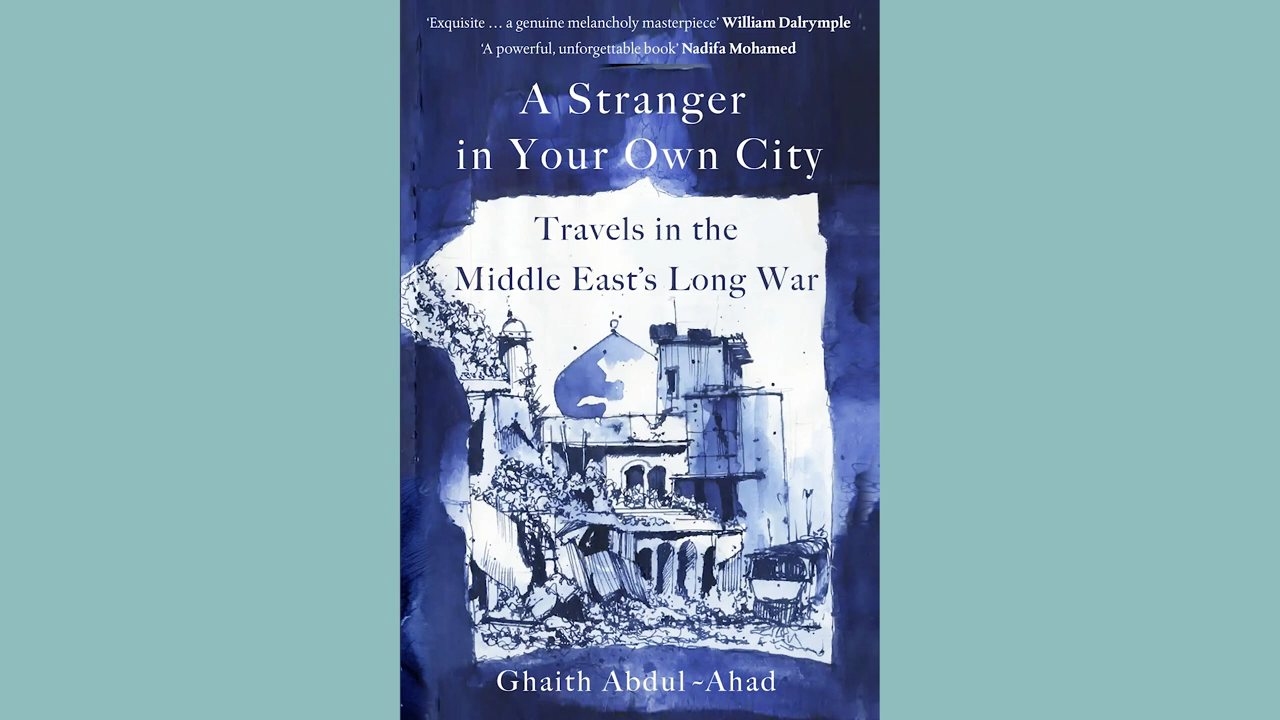 ‘Exquisite … a genuine melancholy masterpiece’ William Dalrymple
‘A powerful, unforgettable book’ Nadifa Mohamed
A Stranger
in Your Own City
Travels in the
Middle East’s Long War
Ghaith Abdul-Ahad